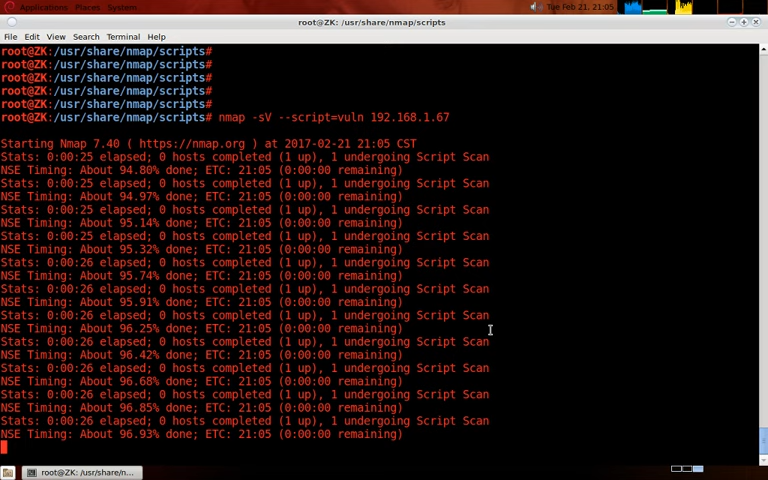 Applications Places System
Tue Feb 21, 21:05
root@ZK: /usr/share/nmap/scripts
File Edit View Search Terminal Help
root@ZK:/usr/share/nmap/scripts#
root@ZK:/usr/share/nmap/scripts#
root@ZK:/usr/share/nmap/scripts#
root@ZK:/usr/share/nmap/scripts#
root@ZK:/usr/share/nmap/scripts#
root@ZK:/usr/share/nmap/scripts# nmap -sV --script=vuln 192.168.1.67
Starting Nmap 7.40 ( https://nmap.org ) at 2017-02-21 21:05 CST
Stats: 0:00:25 elapsed; 0 hosts completed (1 up), 1 undergoing Script Scan
NSE Timing: About 94.80% done; ETC: 21:05 (0:00:00 remaining)
Stats: 0:00:25 elapsed; 0 hosts completed (1 up), 1 undergoing Script Scan
NSE Timing: About 94.97% done; ETC: 21:05 (0:00:00 remaining)
Stats: 0:00:25 elapsed; 0 hosts completed (1 up), 1 undergoing Script Scan
NSE Timing: About 95.14% done; ETC: 21:05 (0:00:00 remaining)
Stats: 0:00:25 elapsed; 0 hosts completed (1 up), 1 undergoing Script Scan
NSE Timing: About 95.32% done; ETC: 21:05 (0:00:00 remaining)
Stats: 0:00:26 elapsed; 0 hosts completed (1 up), 1 undergoing Script Scan
NSE Timing: About 95.74% done; ETC: 21:05 (0:00:00 remaining)
Stats: 0:00:26 elapsed; 0 hosts completed (1 up), 1 undergoing Script Scan
NSE Timing: About 95.91% done; ETC: 21:05 (0:00:00 remaining)
Stats: 0:00:26 elapsed; 0 hosts completed (1 up), 1 undergoing Script Scan
NSE Timing: About 96.25% done; ETC: 21:05 (0:00:00 remaining)
Stats: 0:00:26 elapsed; 0 hosts completed (1 up), 1 undergoing Script Scan
NSE Timing: About 96.42% done; ETC: 21:05 (0:00:00 remaining)
Stats: 0:00:26 elapsed; 0 hosts completed (1 up), 1 undergoing Script Scan
NSE Timing: About 96.68% done; ETC: 21:05 (0:00:00 remaining)
Stats: 0:00:26 elapsed; 0 hosts completed (1 up), 1 undergoing Script Scan
NSE Timing: About 96.85% done; ETC: 21:05 (0:00:00 remaining)
Stats: 0:00:26 elapsed; 0 hosts completed (1 up), 1 undergoing Script Scan
NSE Timing: About 96.93% done; ETC: 21:05 (0:00:00 remaining)
root@ZK: /usr/share/n...